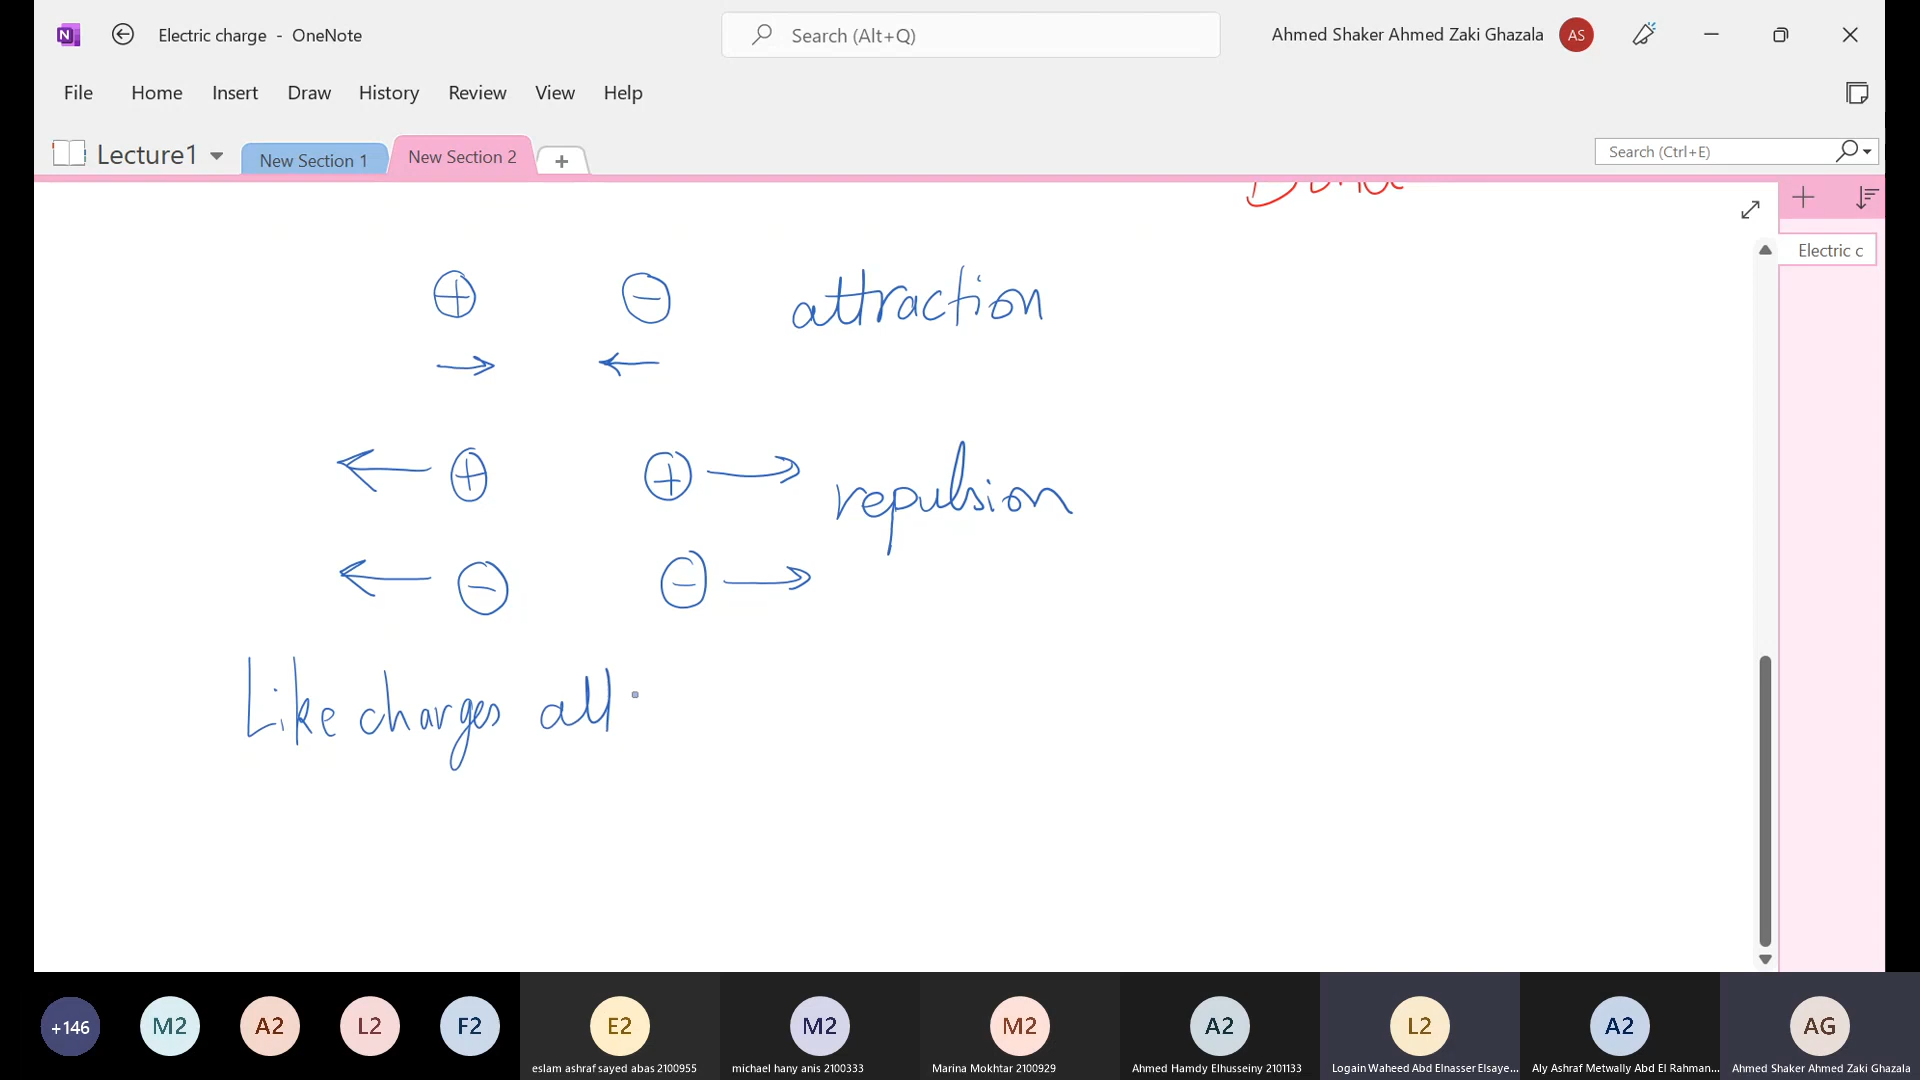 Electric charge - OneNote
Search (Alt+Q)
Ahmed Shaker Ahmed Zaki Ghazala
AS
File Home Insert Draw History Review View Help
Lecture1
New Section 1
New Section 2
Search (Ctrl+E)
Electric c
+ - attraction
+ + repulsion
- -
Like charges att
+146 M2 A2 L2 F2 E2 M2 M2 A2 L2 A2 AG
eslam ashraf sayed abas 2100955
michael hany anis 2100333
Marina Mokhtar 2100929
Ahmed Hamdy Elhusseiny 2101133
Logain Waheed Abd Elnasser Elsaye...
Aly Ashraf Metwally Abd El Rahman...
Ahmed Shaker Ahmed Zaki Ghazala